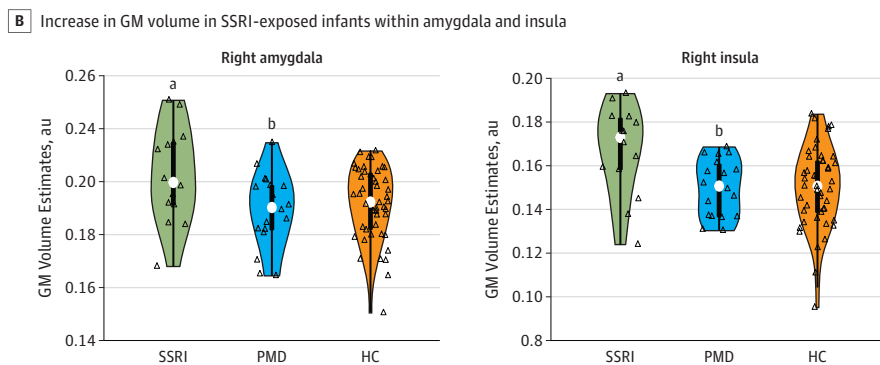 B Increase in GM volume in SSRI-exposed infants within amygdala and insula
Right amygdala
GM Volume Estimates, au
0.26
0.24
0.22
0.20
0.18
0.16
0.14
a
b
SSRI PMD HC
Right insula
GM Volume Estimates, au
0.20
0.18
0.16
0.14
0.12
0.10
0.8
a
b
SSRI PMD HC